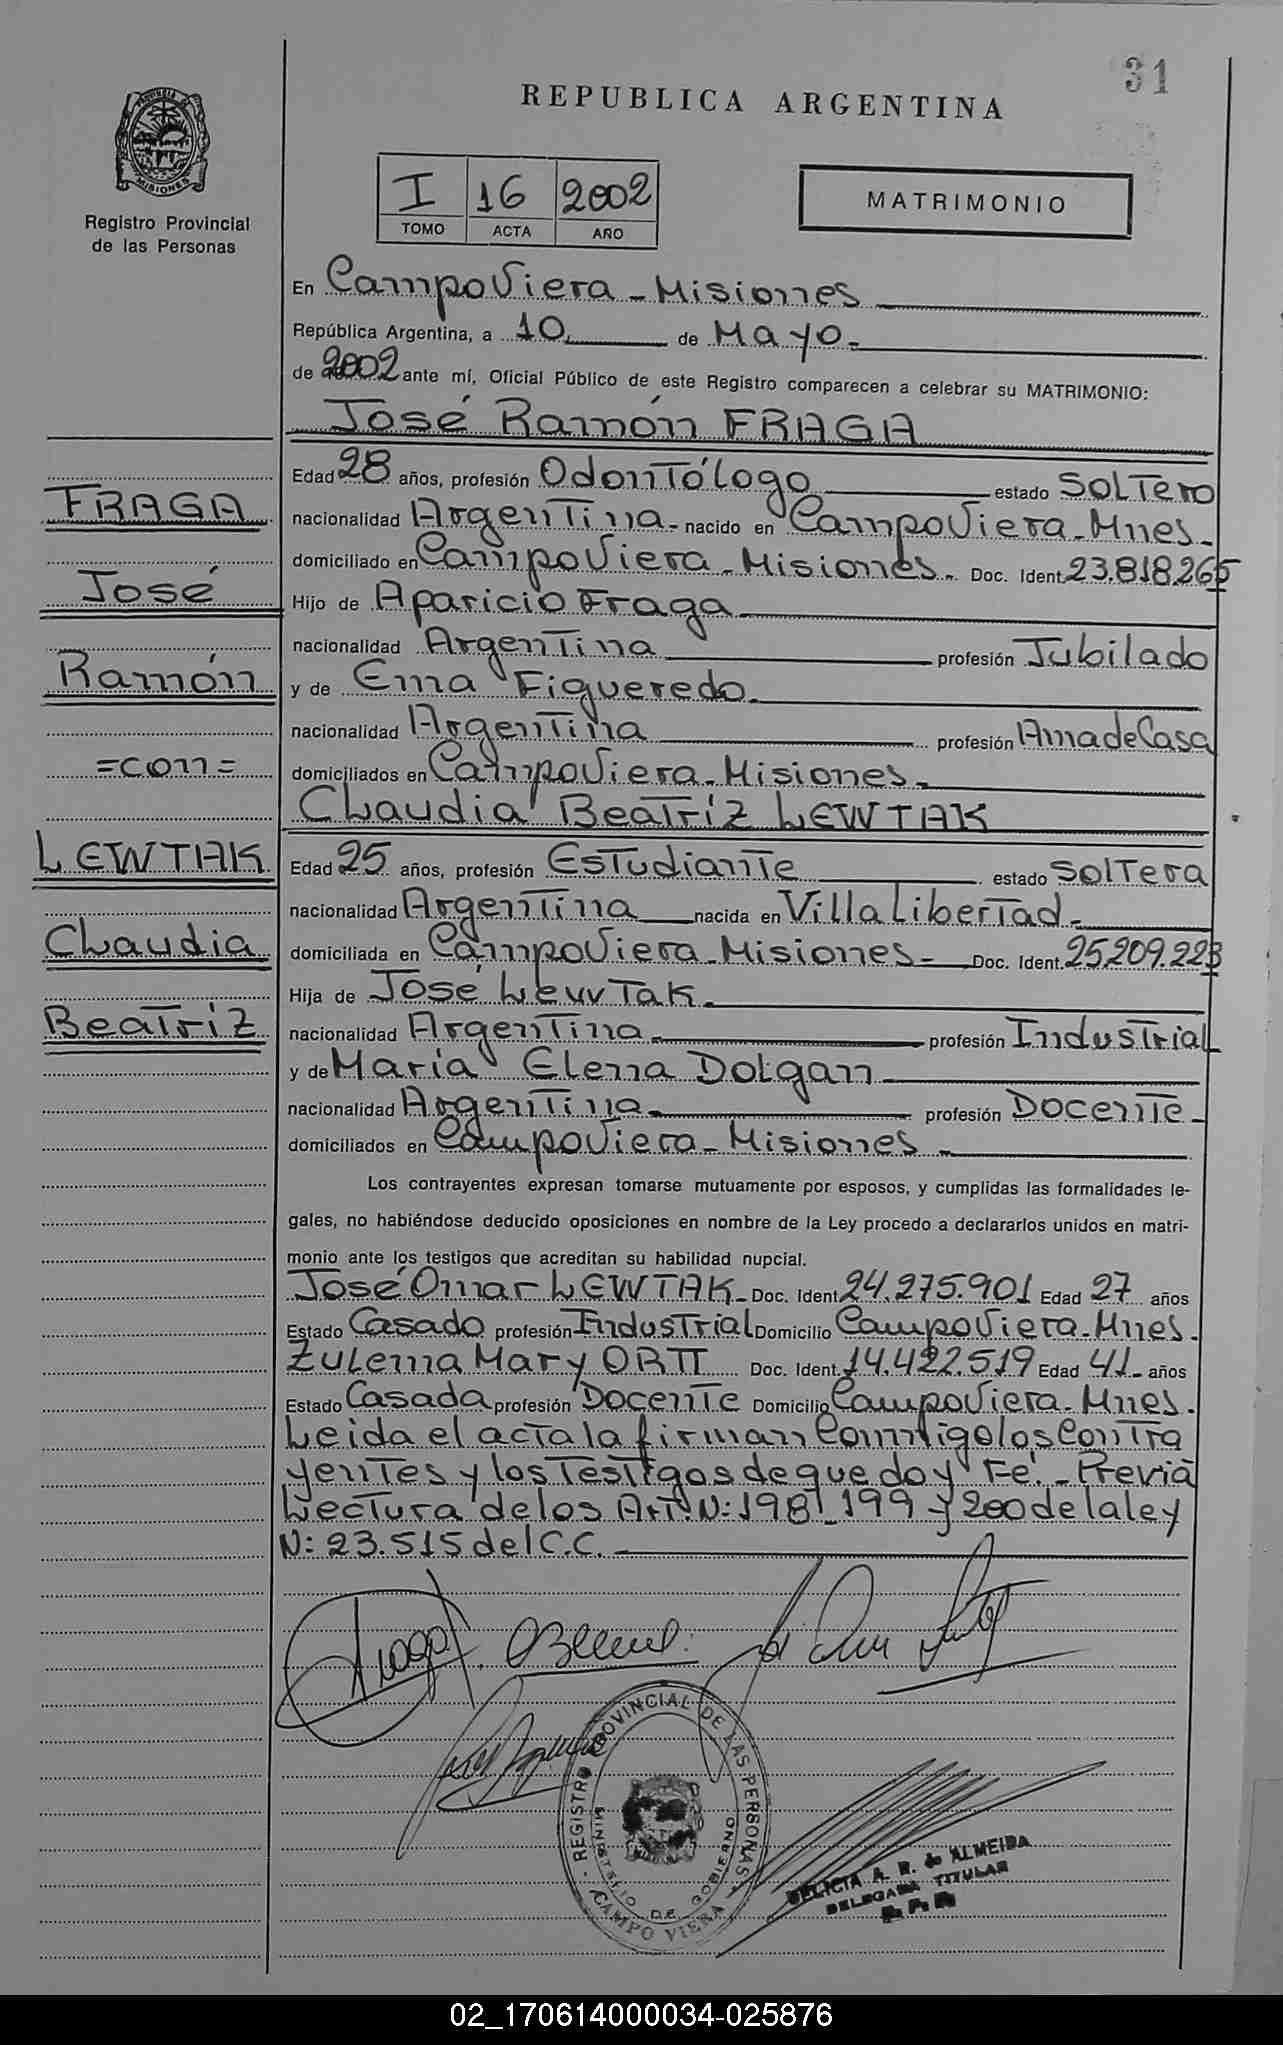 31
REPUBLICA ARGENTINA
PROVINCIA DE MISIONES
Registro Provincial
de las Personas
I 16 2002
TOMO ACTA AÑO
MATRIMONIO
En Campo Viera - Misiones
República Argentina, a 10 de Mayo.
de 2002 ante mí, Oficial Público de este Registro comparecen a celebrar su MATRIMONIO:
José Ramón FRAGA
Edad 28 años, profesión Odontólogo estado Soltero
nacionalidad Argentina - nacido en Campo Viera - Mnes -
domiciliado en Campo Viera - Misiones - Doc. Ident. 23.818.265
Hijo de Aparicio Fraga
nacionalidad Argentina profesión Jubilado
y de Ema Figueredo
nacionalidad Argentina profesión Ama de Casa
domiciliados en Campo Viera - Misiones -
Claudia Beatríz LEWTAK
Edad 25 años, profesión Estudiante estado Soltera
nacionalidad Argentina nacida en Villa Libertad -
domiciliada en Campo Viera - Misiones - Doc. Ident. 25.209.223
Hija de José Lewtak
nacionalidad Argentina profesión Industrial
y de María Elena Dolgan
nacionalidad Argentina profesión Docente -
domiciliados en Campo Viera - Misiones -
FRAGA
José
Ramón
= con =
LEWTAK
Claudia
Beatríz
Los contrayentes expresan tomarse mutuamente por esposos, y cumplidas las formalidades le-
gales, no habiéndose deducido oposiciones en nombre de la Ley procedo a declararlos unidos en matri-
monio ante los testigos que acreditan su habilidad nupcial.
José Omar LEWTAK - Doc. Ident 24.275.901 Edad 27 años
Estado Casado profesión Industrial Domicilio Campo Viera - Mnes.
Zulema Mary ORTT Doc. Ident. 14.422.519 Edad 41 - años
Estado Casada profesión Docente Domicilio Campo Viera - Mnes.
Leida el acta la firman Conmigo los Contra
yentes y los Testigos de que doy Fé. - Previa
Lectura de los Art. N: 198 - 199 y 200 de la ley
N: 23.515 del C.C.
REGISTRO PROVINCIAL DE LAS PERSONAS
MINISTERIO DE GOBIERNO
CAMPO VIERA
DELICIA A. R. de ALMEIDA
DELEGADA TITULAR
02_170614000034-025876